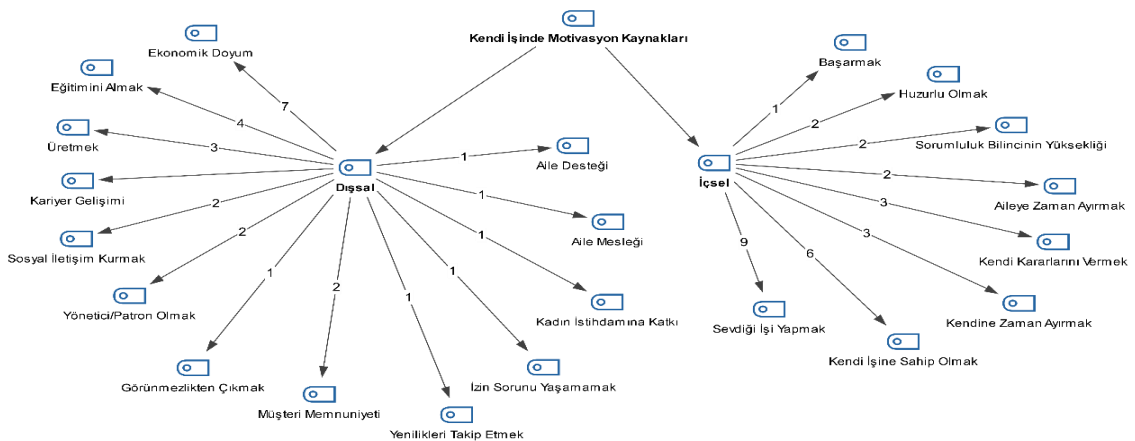 Kendi İşinde Motivasyon Kaynakları
Ekonomik Doyum
Eğitimini Almak
Üretmek
Kariyer Gelişimi
Sosyal İletişim Kurmak
Yönetici/Patron Olmak
Görünmezlikten Çıkmak
Müşteri Memnuniyeti
Yenilikleri Takip Etmek
İzin Sorunu Yaşamamak
Kadın İstihdamına Katkı
Aile Mesleği
Aile Desteği
Dışsal
7
4
3
2
2
1
2
1
1
1
1
1
İçsel
Başarmak
Huzurlu Olmak
Sorumluluk Bilincinin Yüksekliği
Aileye Zaman Ayırmak
Kendi Kararlarını Vermek
Kendine Zaman Ayırmak
Kendi İşine Sahip Olmak
Sevdiği İşi Yapmak
1
2
2
2
3
3
6
9